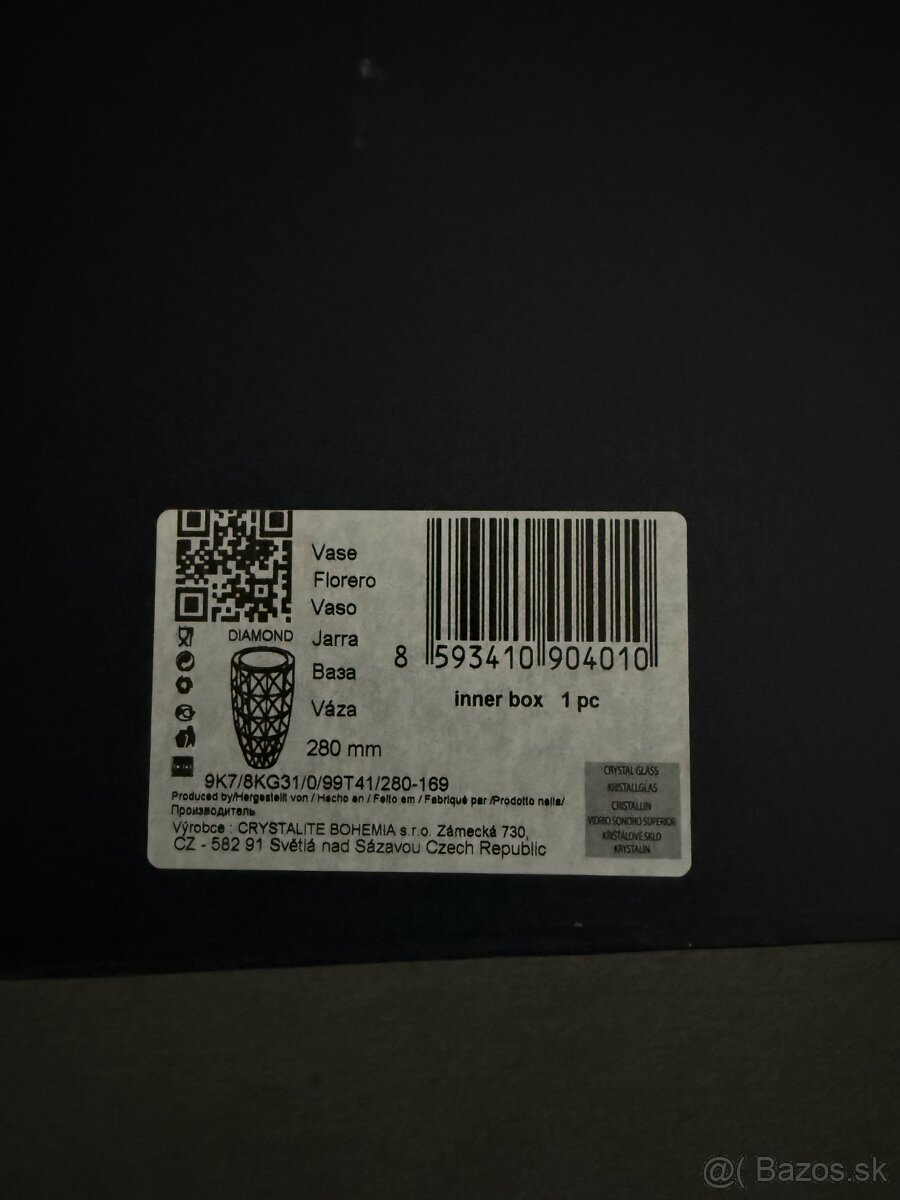 Vase
Florero
Vaso
DIAMOND
Jarra
Ваза
Váza
280 mm
8 593410 904010
inner box 1 pc
9K7/8KG31/0/99T41/280-169
Produced by/Hergestellt von / Hecho en / Feito em / Fabriqué par /Prodotto nella/
Производитель
Výrobce : CRYSTALITE BOHEMIA s.r.o. Zámecká 730,
CZ - 582 91 Světlá nad Sázavou Czech Republic
CRYSTAL GLASS
KRISTALLGLAS
CRISTALLIN
VIDRIO SONORO SUPERIOR
KŘIŠŤÁLOVÉ SKLO
KRYSTALIN
@( Bazos.sk